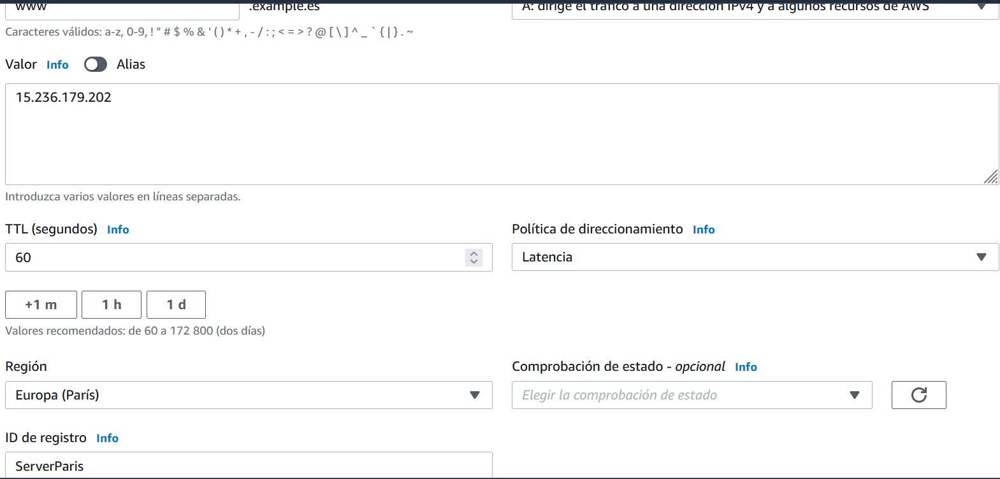 www .example.es A: dirige el tráfico a una dirección IPv4 y a algunos recursos de AWS
Caracteres válidos: a-z, 0-9, ! " # $ % & ' ( ) * + , - / : ; < = > ? @ [ \ ] ^ _ ` { | } . ~
Valor Info Alias
15.236.179.202
Introduzca varios valores en líneas separadas.
TTL (segundos) Info
60
+1 m 1 h 1 d
Valores recomendados: de 60 a 172 800 (dos días)
Política de direccionamiento Info
Latencia
Región
Europa (París)
Comprobación de estado - opcional Info
Elegir la comprobación de estado
ID de registro Info
ServerParis